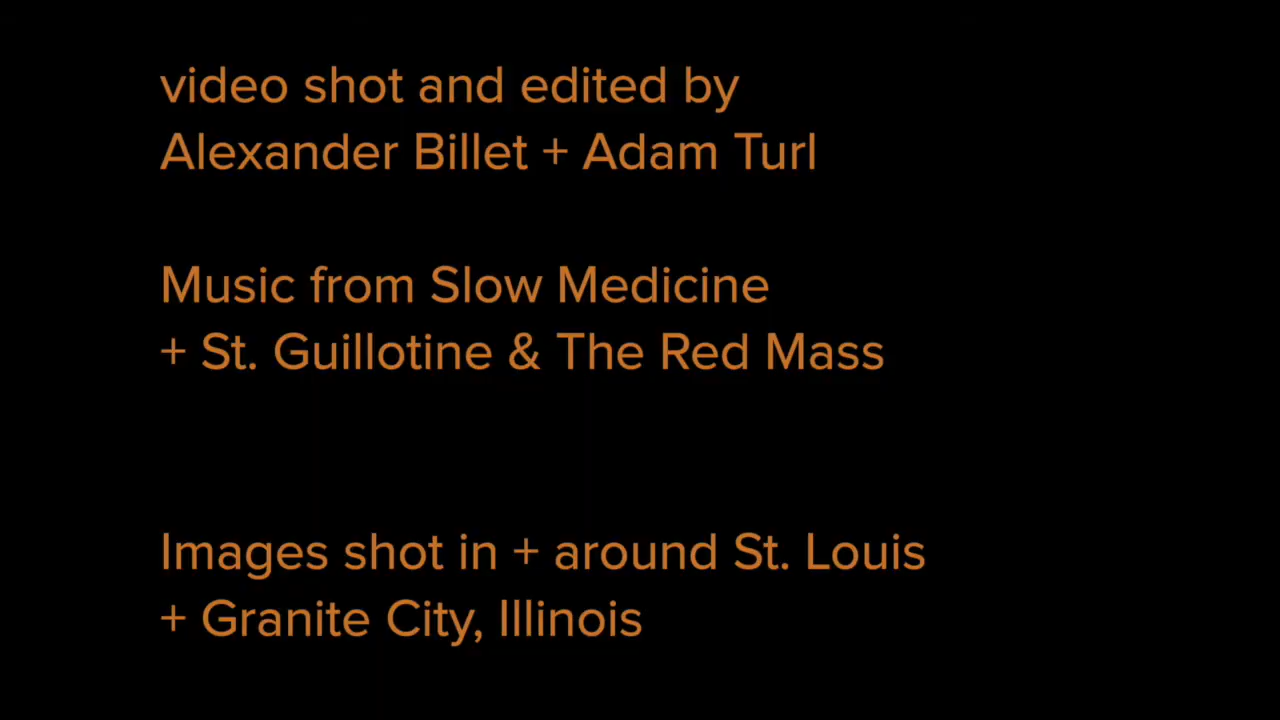 video shot and edited by
Alexander Billet + Adam Turl
Music from Slow Medicine
+ St. Guillotine & The Red Mass
Images shot in + around St. Louis
+ Granite City, Illinois